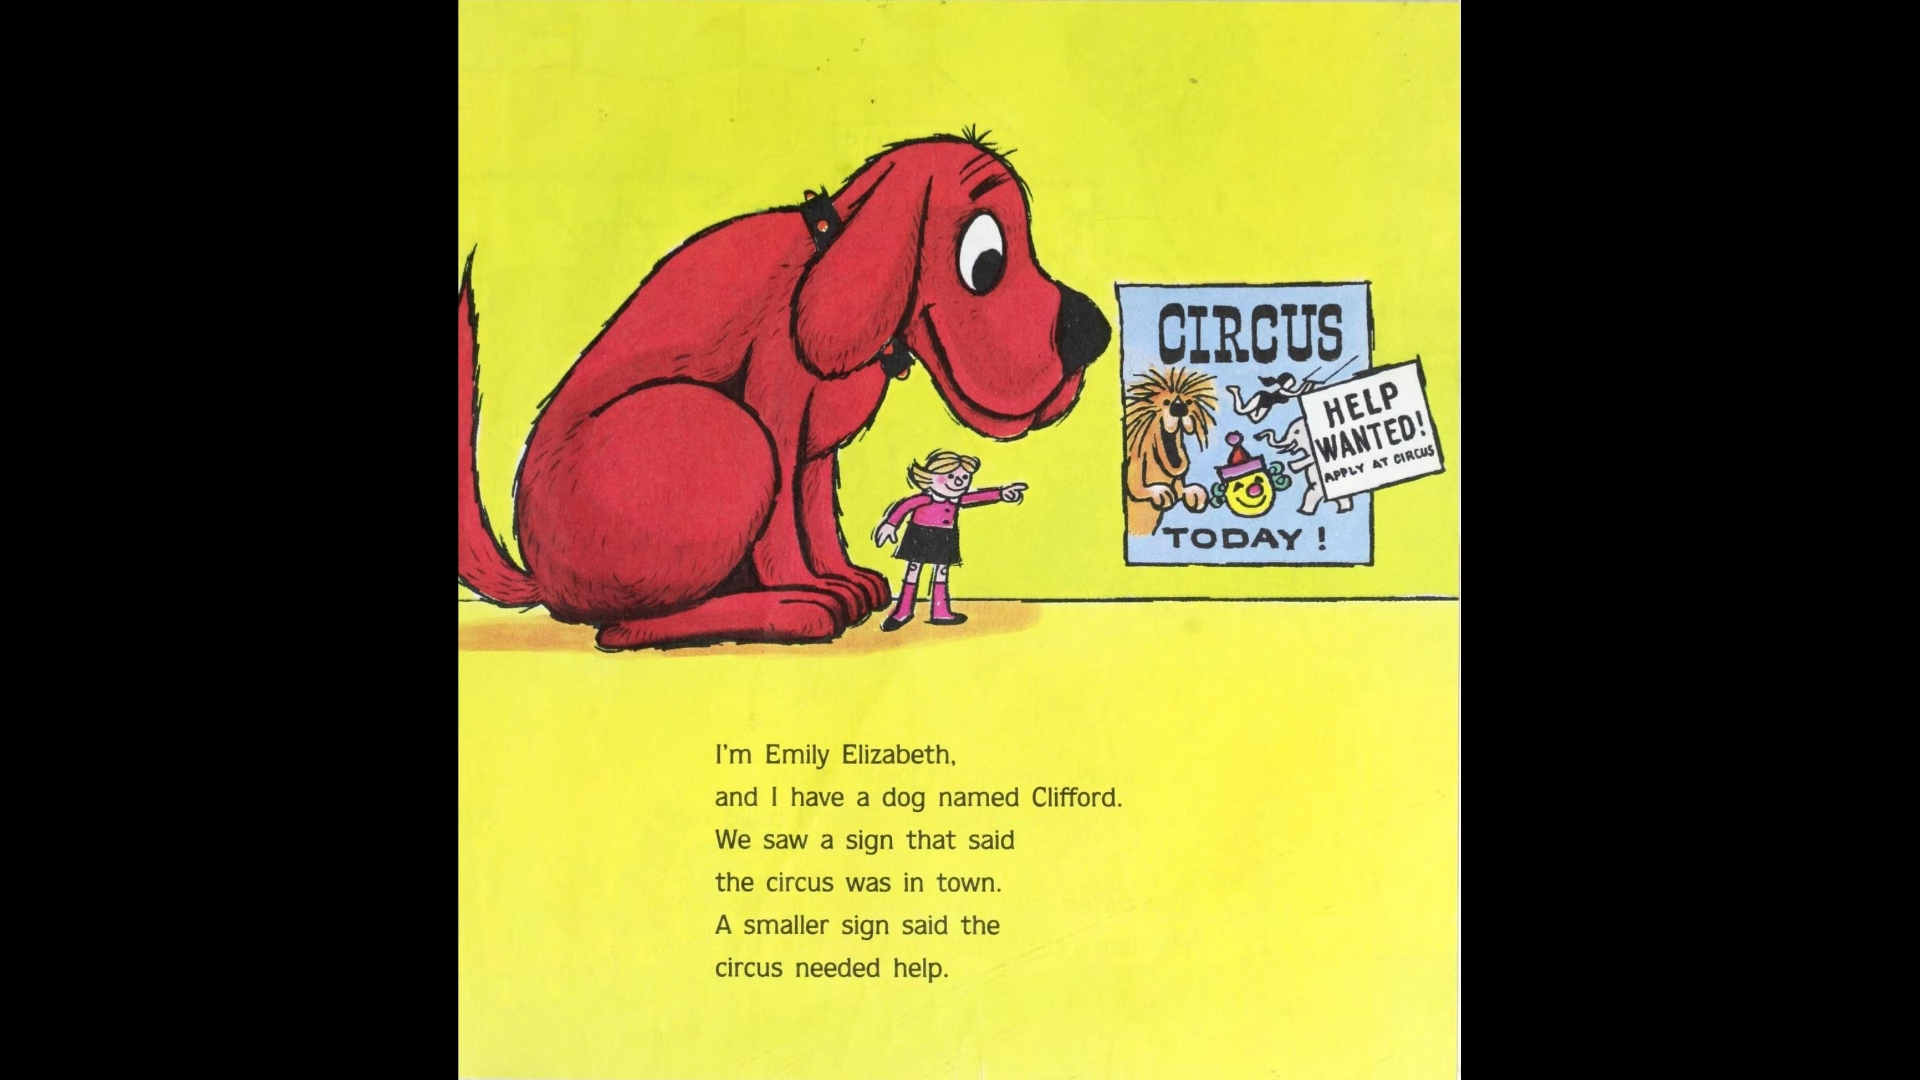 CIRCUS
HELP
WANTED!
APPLY AT CIRCUS
TODAY!
I'm Emily Elizabeth,
and I have a dog named Clifford.
We saw a sign that said
the circus was in town.
A smaller sign said the
circus needed help.